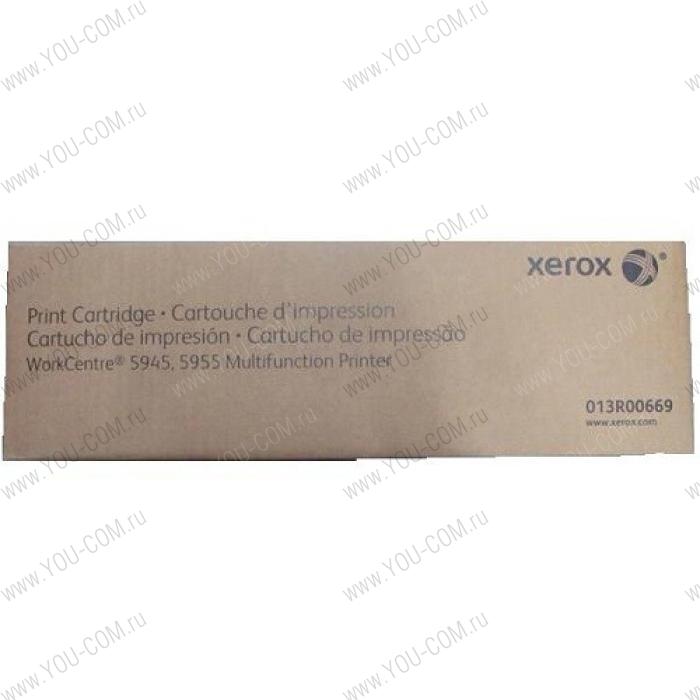 xerox
Print Cartridge • Cartouche d'impression
Cartucho de impresión • Cartucho de impressão
WorkCentre® 5945, 5955 Multifunction Printer
013R00669
www.xerox.com
www.YOU-COM.ru